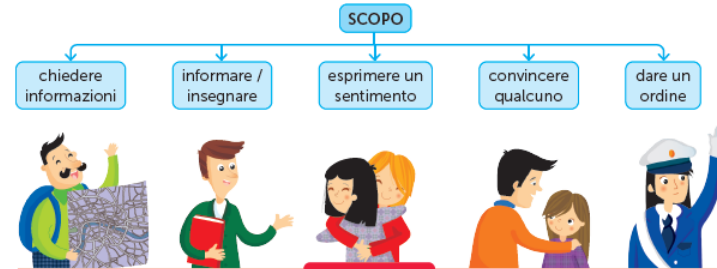 SCOPO
chiedere
informazioni
informare /
insegnare
esprimere un
sentimento
convincere
qualcuno
dare un
ordine